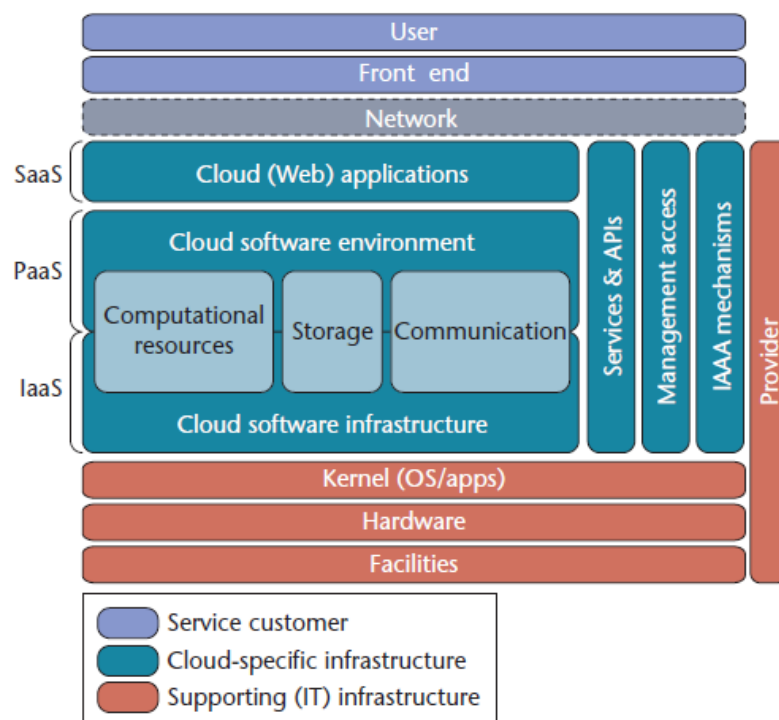 User
Front end
Network
SaaS
Cloud (Web) applications
PaaS
Cloud software environment
Computational
resources
Storage
Communication
IaaS
Cloud software infrastructure
Services & APIs
Management access
IAAA mechanisms
Provider
Kernel (OS/apps)
Hardware
Facilities
Service customer
Cloud-specific infrastructure
Supporting (IT) infrastructure